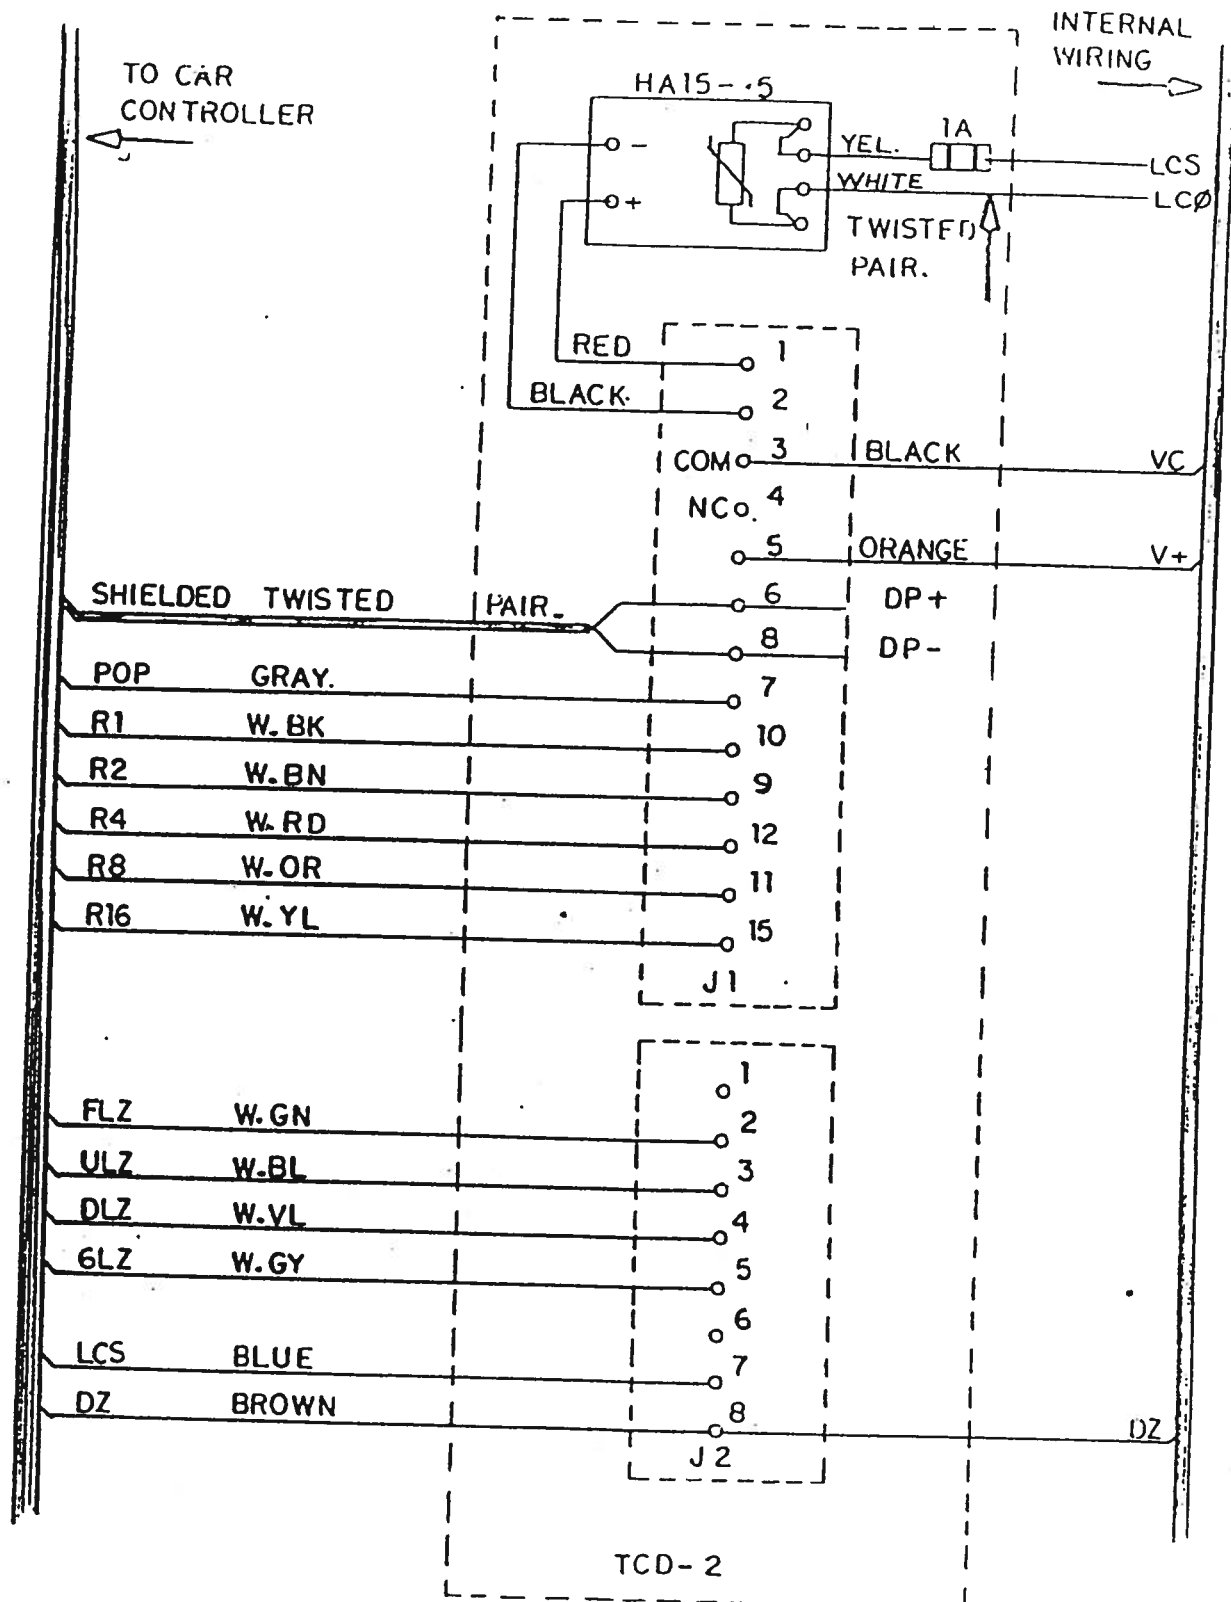 INTERNAL
WIRING
TO CAR
CONTROLLER
HA15-.5
-
+
YEL.
1A
LCS
WHITE
LCØ
TWISTED
PAIR.
RED
1
BLACK.
2
COM
3
BLACK
VC
NC
4
5
ORANGE
V+
SHIELDED TWISTED PAIR-
6
DP+
8
DP-
POP
GRAY.
7
R1
W. BK
10
R2
W.BN
9
R4
W. RD
12
R8
W. OR
11
R16
W. YL
15
J1
1
FLZ
W.GN
2
ULZ
W.BL
3
DLZ
W.VL
4
6LZ
W.GY
5
6
LCS
BLUE
7
DZ
BROWN
8
DZ
J2
TCD-2